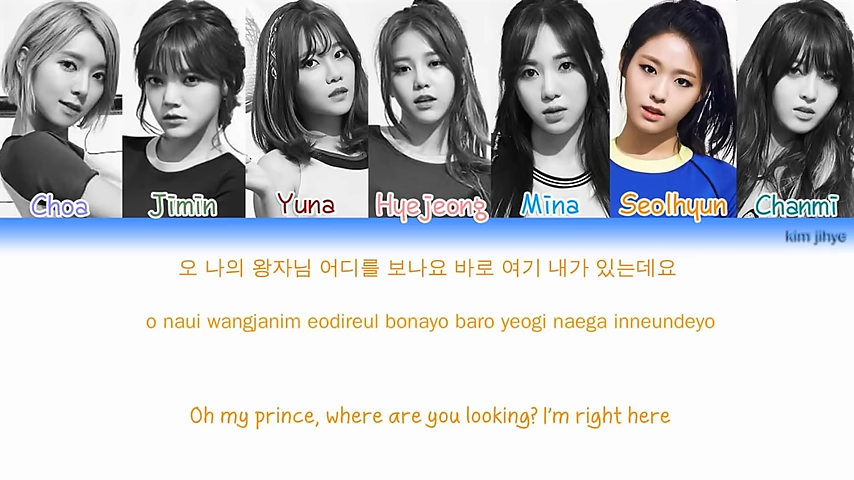 Choa Jimin Yuna Hyejeong Mina Seolhyun Chanmi
kim jihye
오 나의 왕자님 어디를 보나요 바로 여기 내가 있는데요
o naui wangjanim eodireul bonayo baro yeogi naega inneundeyo
Oh my prince, where are you looking? I'm right here